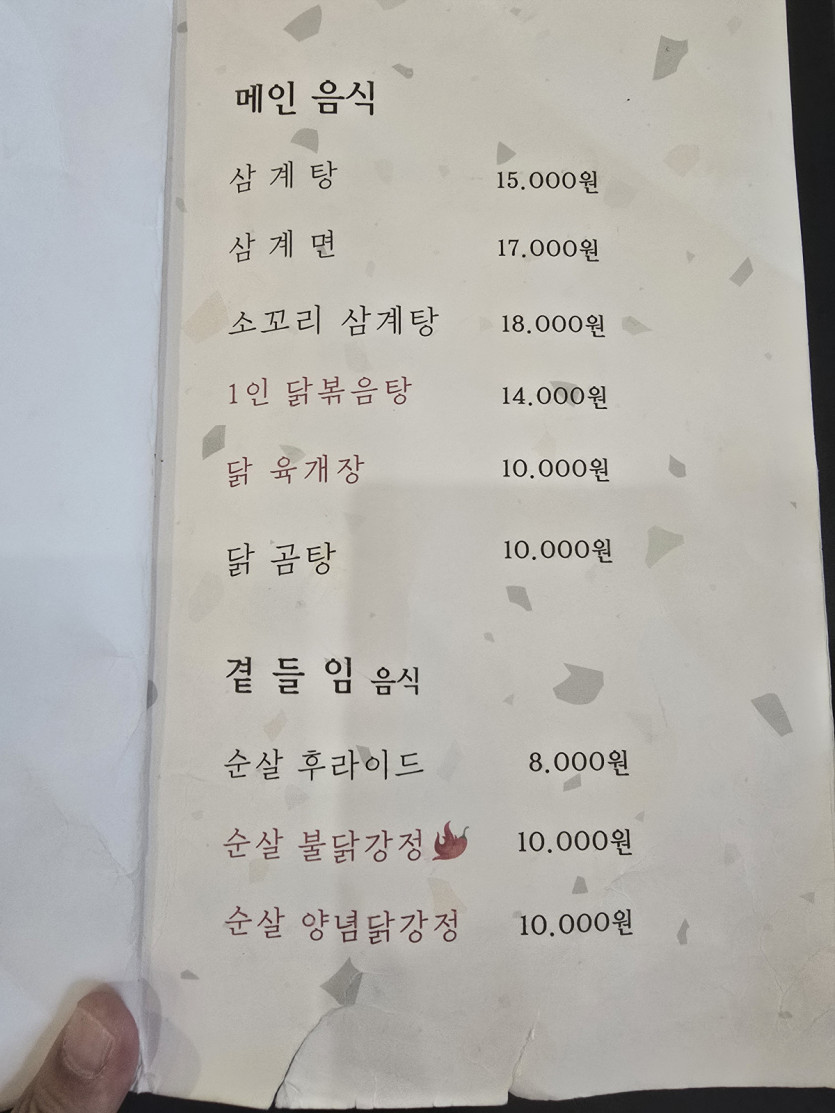 메인 음식
삼 계 탕 15.000원
삼 계 면 17.000원
소꼬리 삼계탕 18.000원
1인 닭볶음탕 14.000원
닭 육개장 10.000원
닭 곰탕 10.000원
곁 들 임 음식
순살 후라이드 8.000원
순살 불닭강정 10.000원
순살 양념닭강정 10.000원